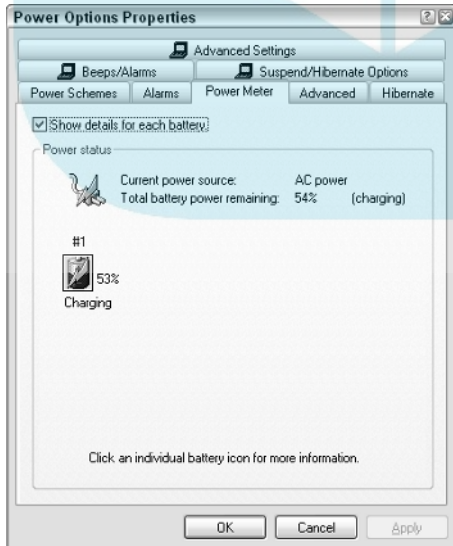 Power Options Properties
Advanced Settings
Beeps/Alarms Suspend/Hibernate Options
Power Schemes Alarms Power Meter Advanced Hibernate
Show details for each battery.
Power status
Current power source: AC power
Total battery power remaining: 54% (charging)
#1
53%
Charging
Click an individual battery icon for more information.
OK Cancel Apply